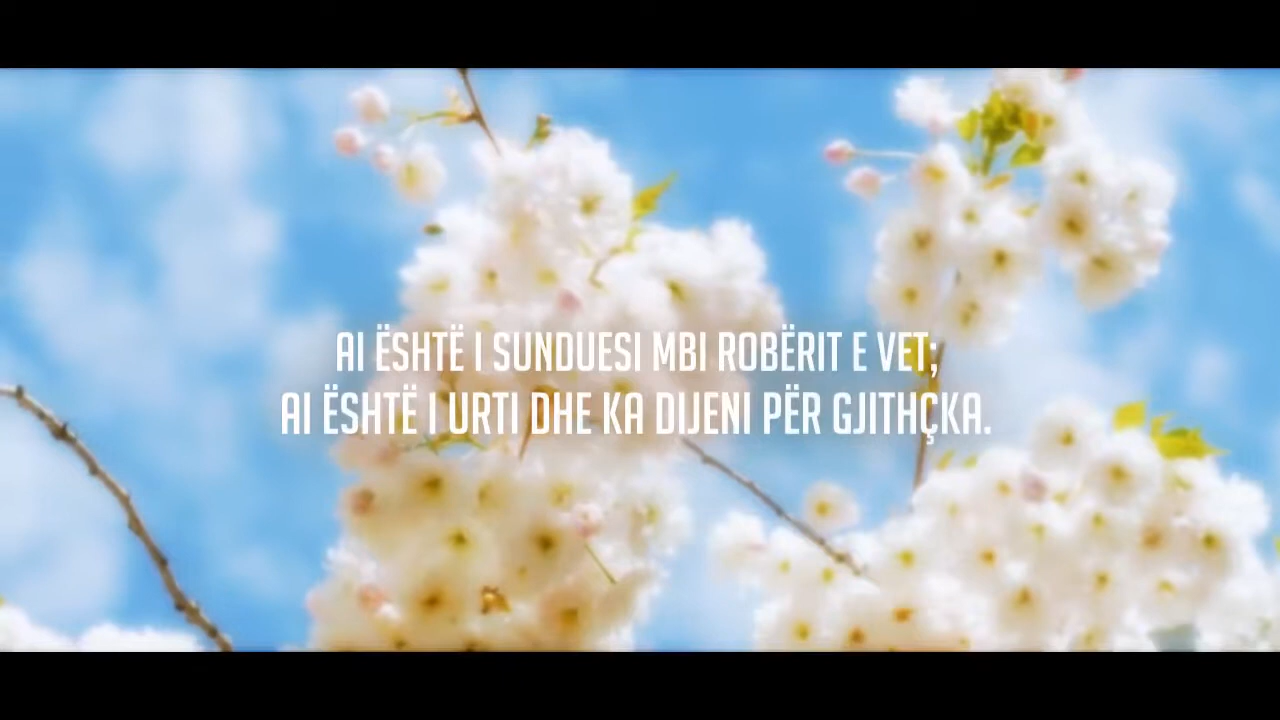 AI ËSHTË I SUNDUESI MBI ROBËRIT E VET;
AI ËSHTË I URTI DHE KA DIJENI PËR GJITHÇKA.